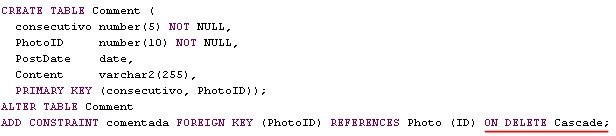 CREATE TABLE Comment (
consecutivo number(5) NOT NULL,
PhotoID number(10) NOT NULL,
PostDate date,
Content varchar2(255),
PRIMARY KEY (consecutivo, PhotoID));
ALTER TABLE Comment
ADD CONSTRAINT comentada FOREIGN KEY (PhotoID) REFERENCES Photo (ID) ON DELETE Cascade;